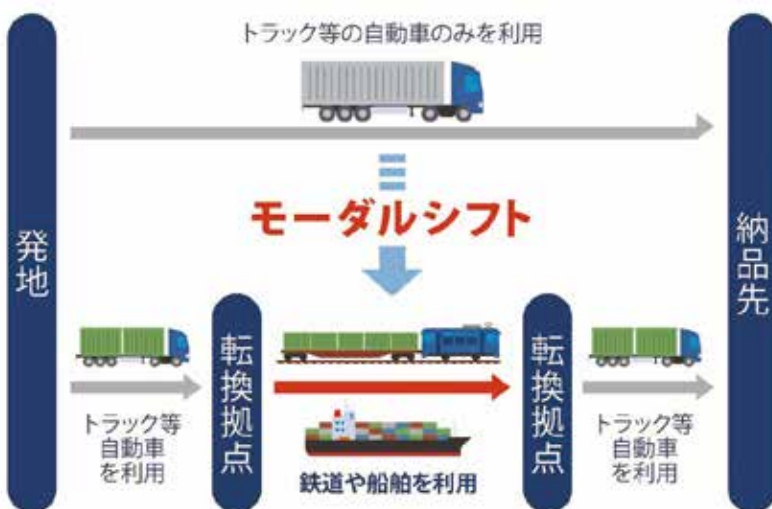 トラック等の自動車のみを利用
モーダルシフト
発地
納品先
転換拠点
転換拠点
トラック等
自動車
を利用
鉄道や船舶を利用
トラック等
自動車
を利用